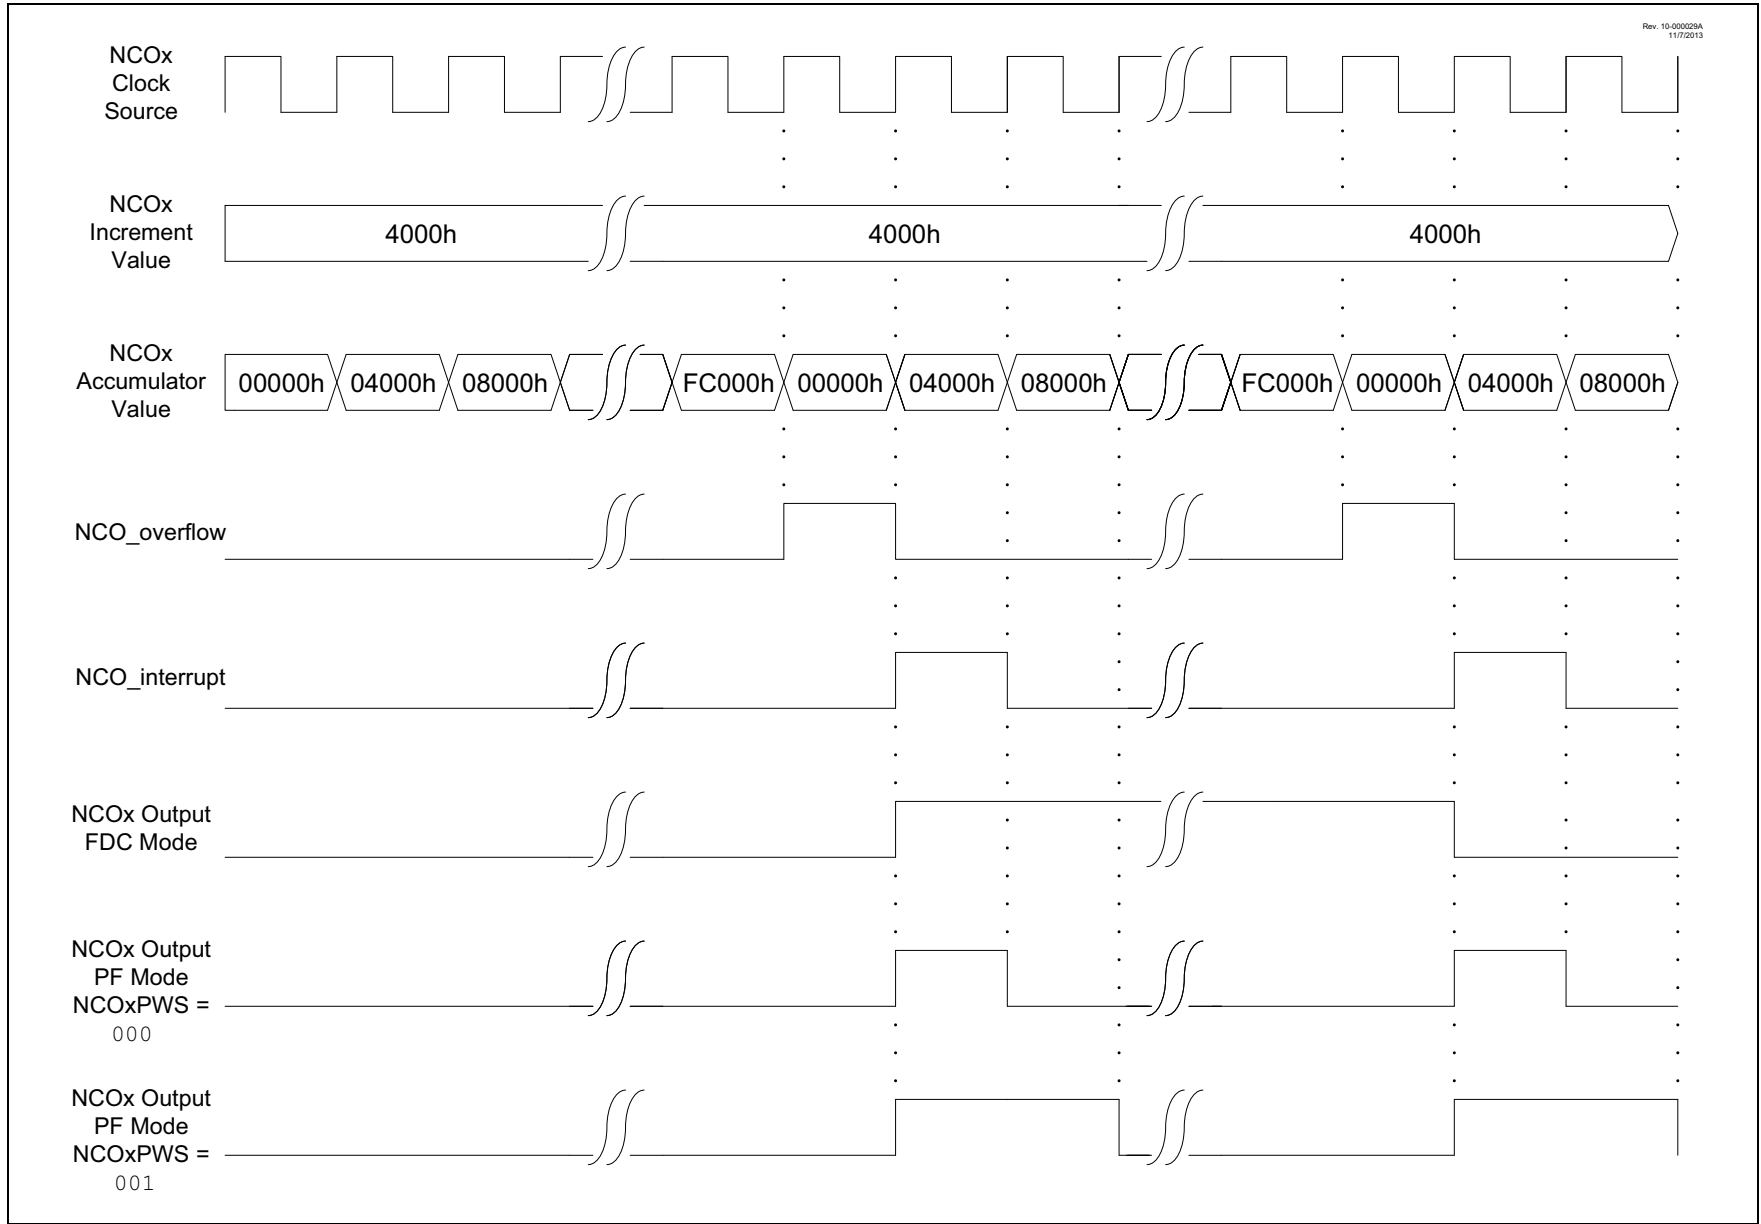 Rev. 10-000029A
11/7/2013
NCOx
Clock
Source
NCOx
Increment
Value
4000h
4000h
4000h
NCOx
Accumulator
Value
00000h
04000h
08000h
FC000h
00000h
04000h
08000h
FC000h
00000h
04000h
08000h
NCO_overflow
NCO_interrupt
NCOx Output
FDC Mode
NCOx Output
PF Mode
NCOxPWS =
000
NCOx Output
PF Mode
NCOxPWS =
001